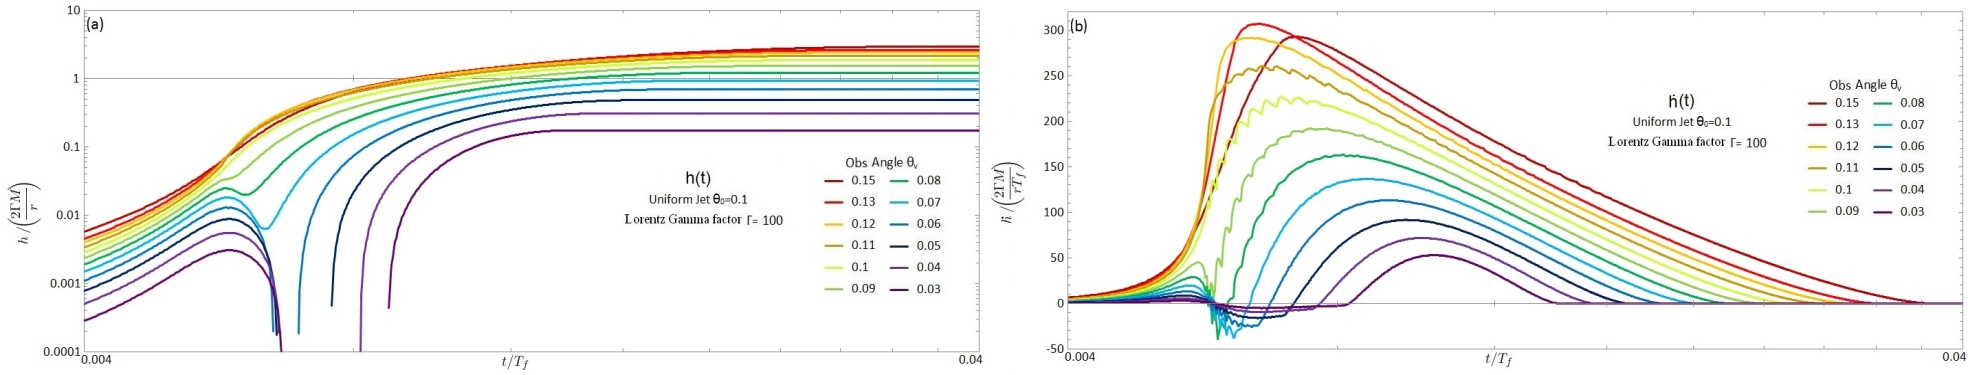 (a)
10
1
0.1
0.01
0.001
0.0001
h /(2ΓM/r)
0.004
t/T_f
0.04
h(t)
Uniform Jet θ₀=0.1
Lorentz Gamma factor Γ= 100
Obs Angle θᵥ
0.15 0.08
0.13 0.07
0.12 0.06
0.11 0.05
0.1 0.04
0.09 0.03
(b)
300
250
200
150
100
50
0
-50
ḣ /(2ΓM/rT_f)
0.004
t/T_f
0.04
ḣ(t)
Uniform Jet θ₀=0.1
Lorentz Gamma factor Γ= 100
Obs Angle θᵥ
0.15 0.08
0.13 0.07
0.12 0.06
0.11 0.05
0.1 0.04
0.09 0.03